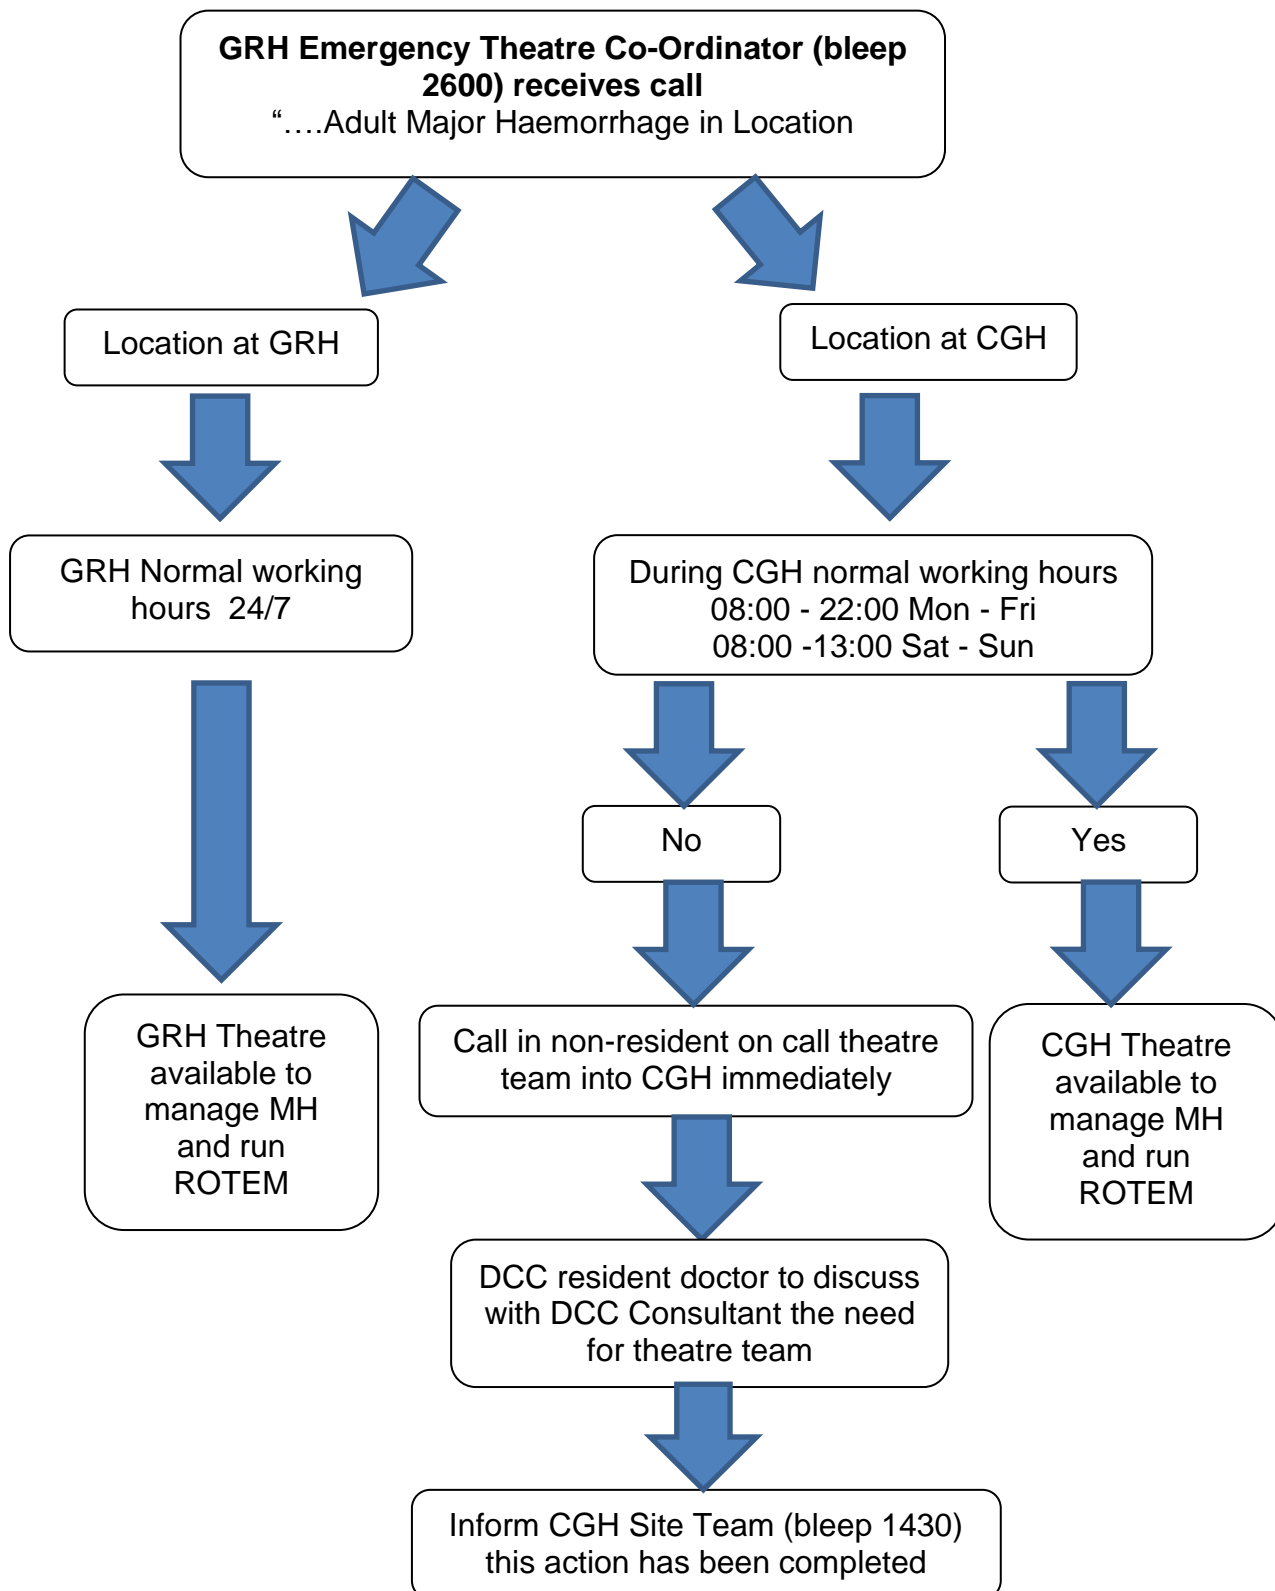 GRH Emergency Theatre Co-Ordinator (bleep
2600) receives call
“….Adult Major Haemorrhage in Location
Location at GRH
Location at CGH
GRH Normal working
hours  24/7
During CGH normal working hours
08:00 - 22:00 Mon - Fri
08:00 -13:00 Sat - Sun
No
Yes
GRH Theatre
available to
manage MH
and run
ROTEM
Call in non-resident on call theatre
team into CGH immediately
CGH Theatre
available to
manage MH
and run
ROTEM
DCC resident doctor to discuss
with DCC Consultant the need
for theatre team
Inform CGH Site Team (bleep 1430)
this action has been completed